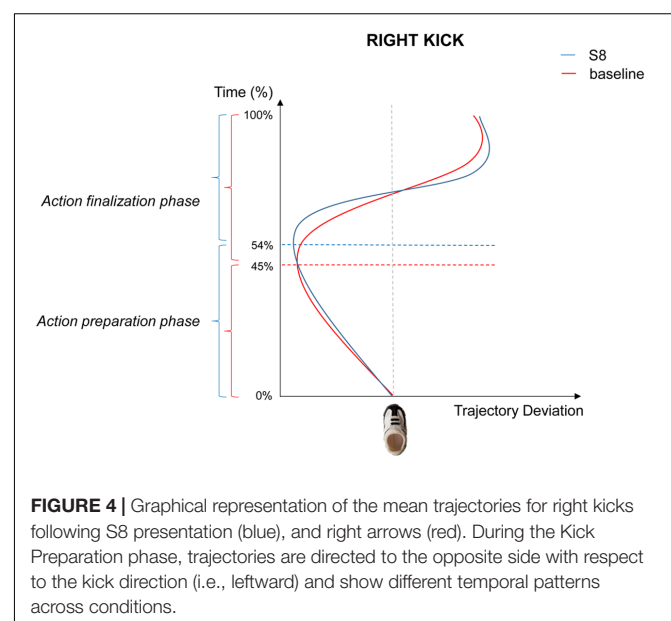 RIGHT KICK
S8
baseline
Time (%)
100%
Action finalization phase
54%
45%
Action preparation phase
0%
Trajectory Deviation
FIGURE 4 | Graphical representation of the mean trajectories for right kicks
following S8 presentation (blue), and right arrows (red). During the Kick
Preparation phase, trajectories are directed to the opposite side with respect
to the kick direction (i.e., leftward) and show different temporal patterns
across conditions.